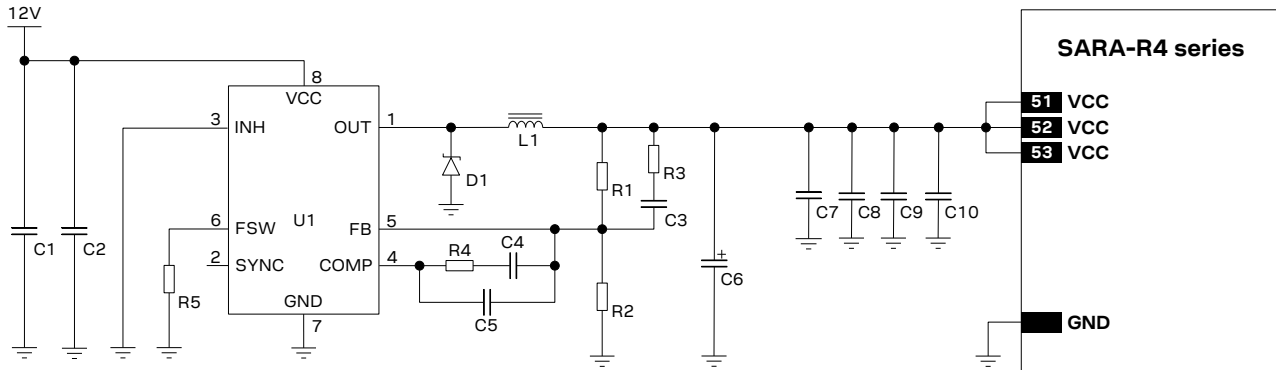 12V
SARA-R4 series
8
VCC
51 VCC
3 INH OUT 1
52 VCC
L1
53 VCC
D1
R1
R3
C7 C8 C9 C10
C3
6 FSW U1 FB 5
C1 C2
R4 C4
2 SYNC COMP 4
C6
R5
GND
R2
C5
7
GND